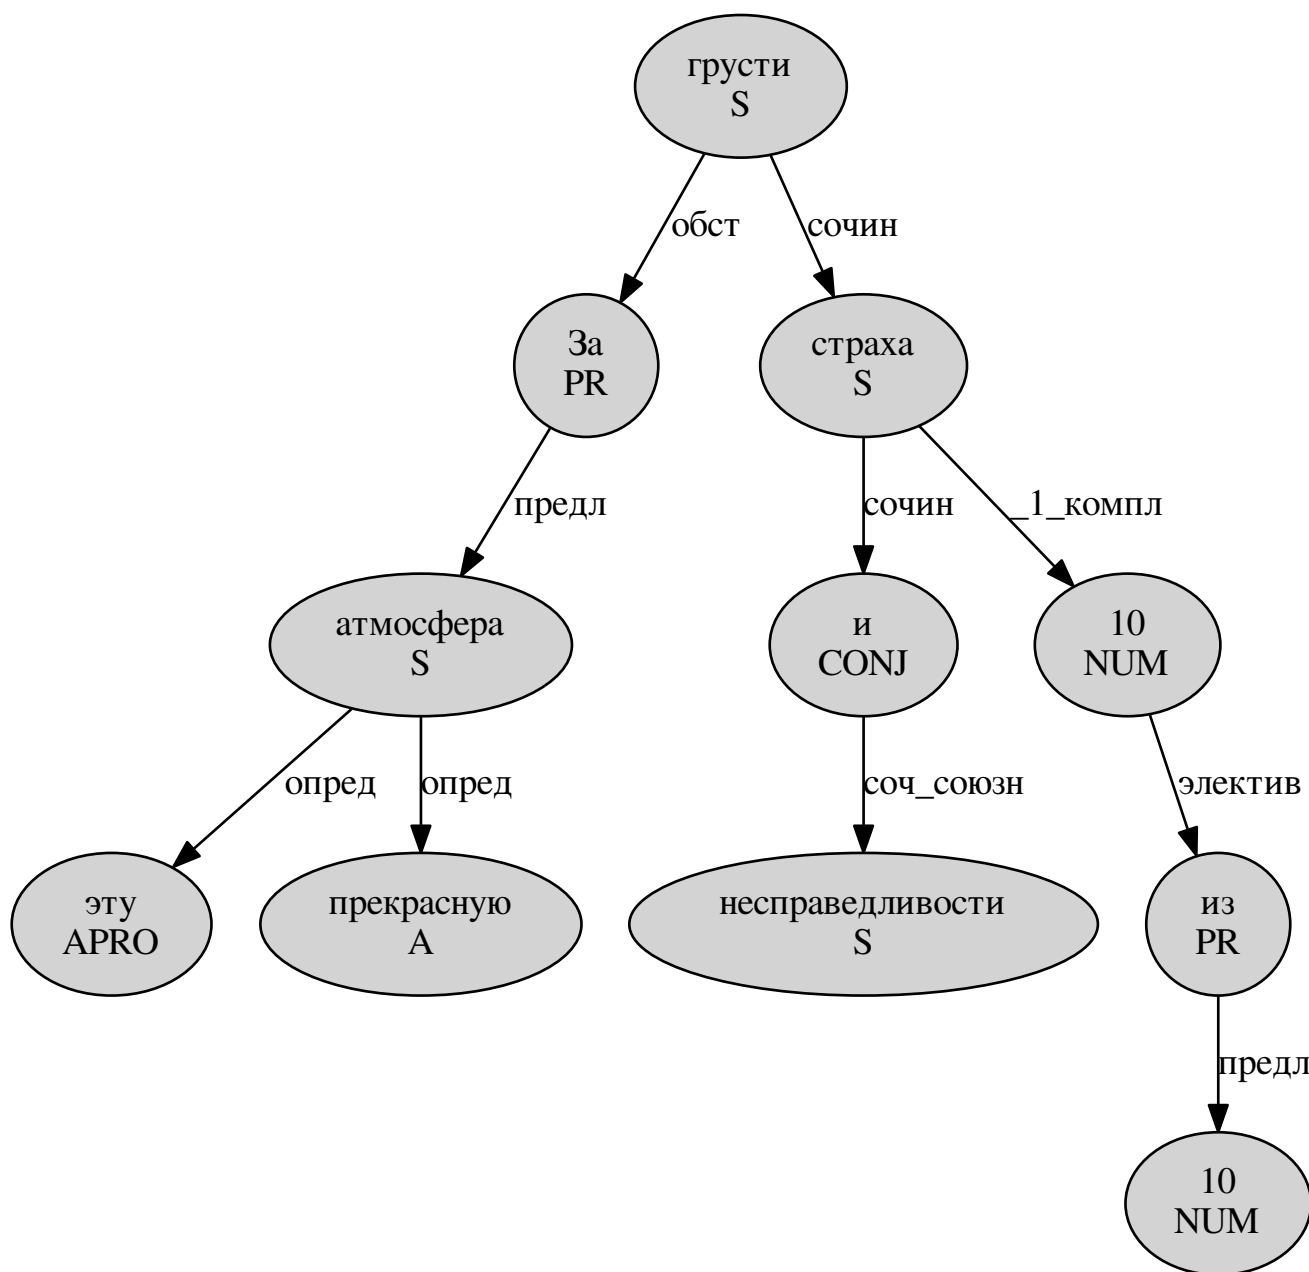 грусти
S
обст
сочин
За
PR
страха
S
предл
сочин
_1_компл
атмосфера
S
и
CONJ
10
NUM
опред
опред
соч_союзн
электив
эту
APRO
прекрасную
A
несправедливости
S
из
PR
предл
10
NUM